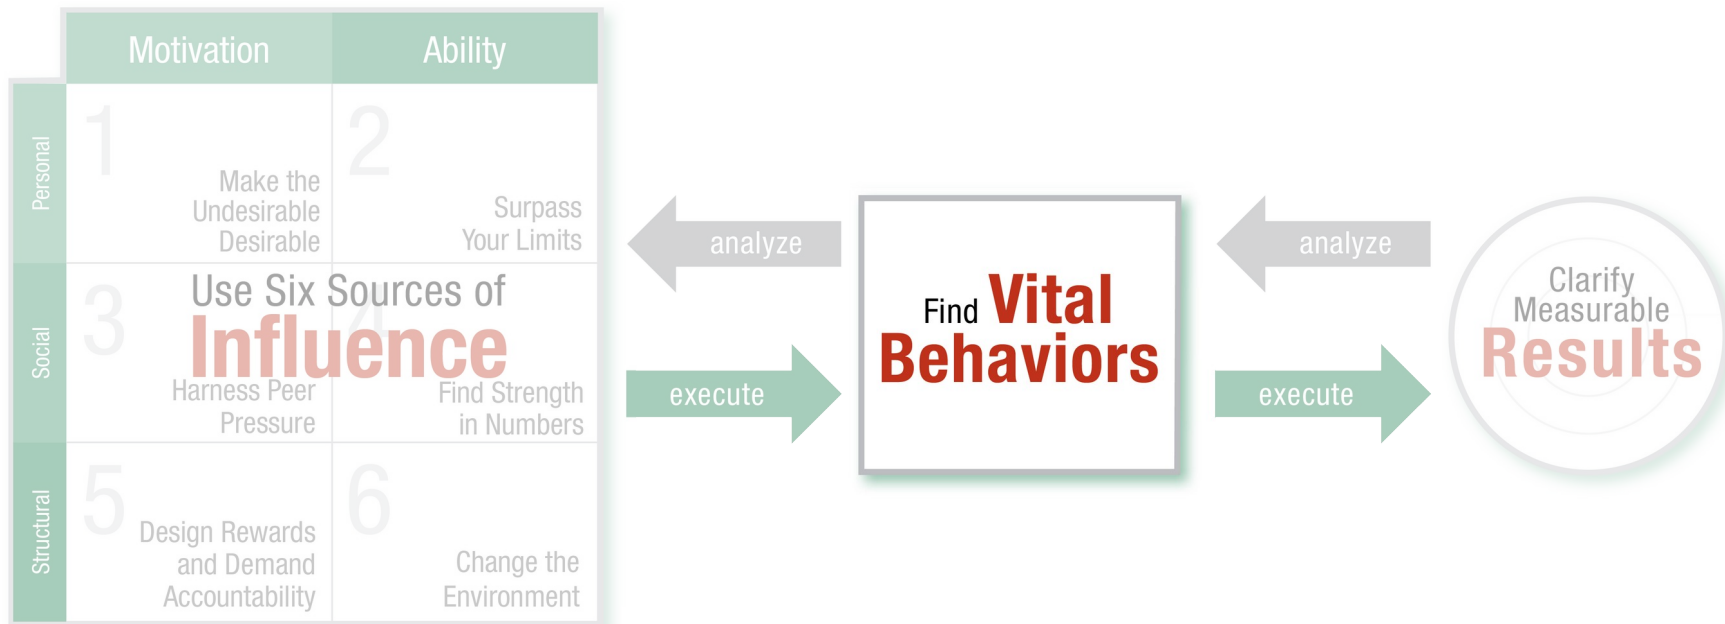 Motivation
Ability
Personal
1
Make the
Undesirable
Desirable
2
Surpass
Your Limits
Use Six Sources of
Influence
Social
3
Harness Peer
Pressure
4
Find Strength
in Numbers
Structural
5
Design Rewards
and Demand
Accountability
6
Change the
Environment
analyze
execute
Find Vital
Behaviors
analyze
execute
Clarify
Measurable
Results